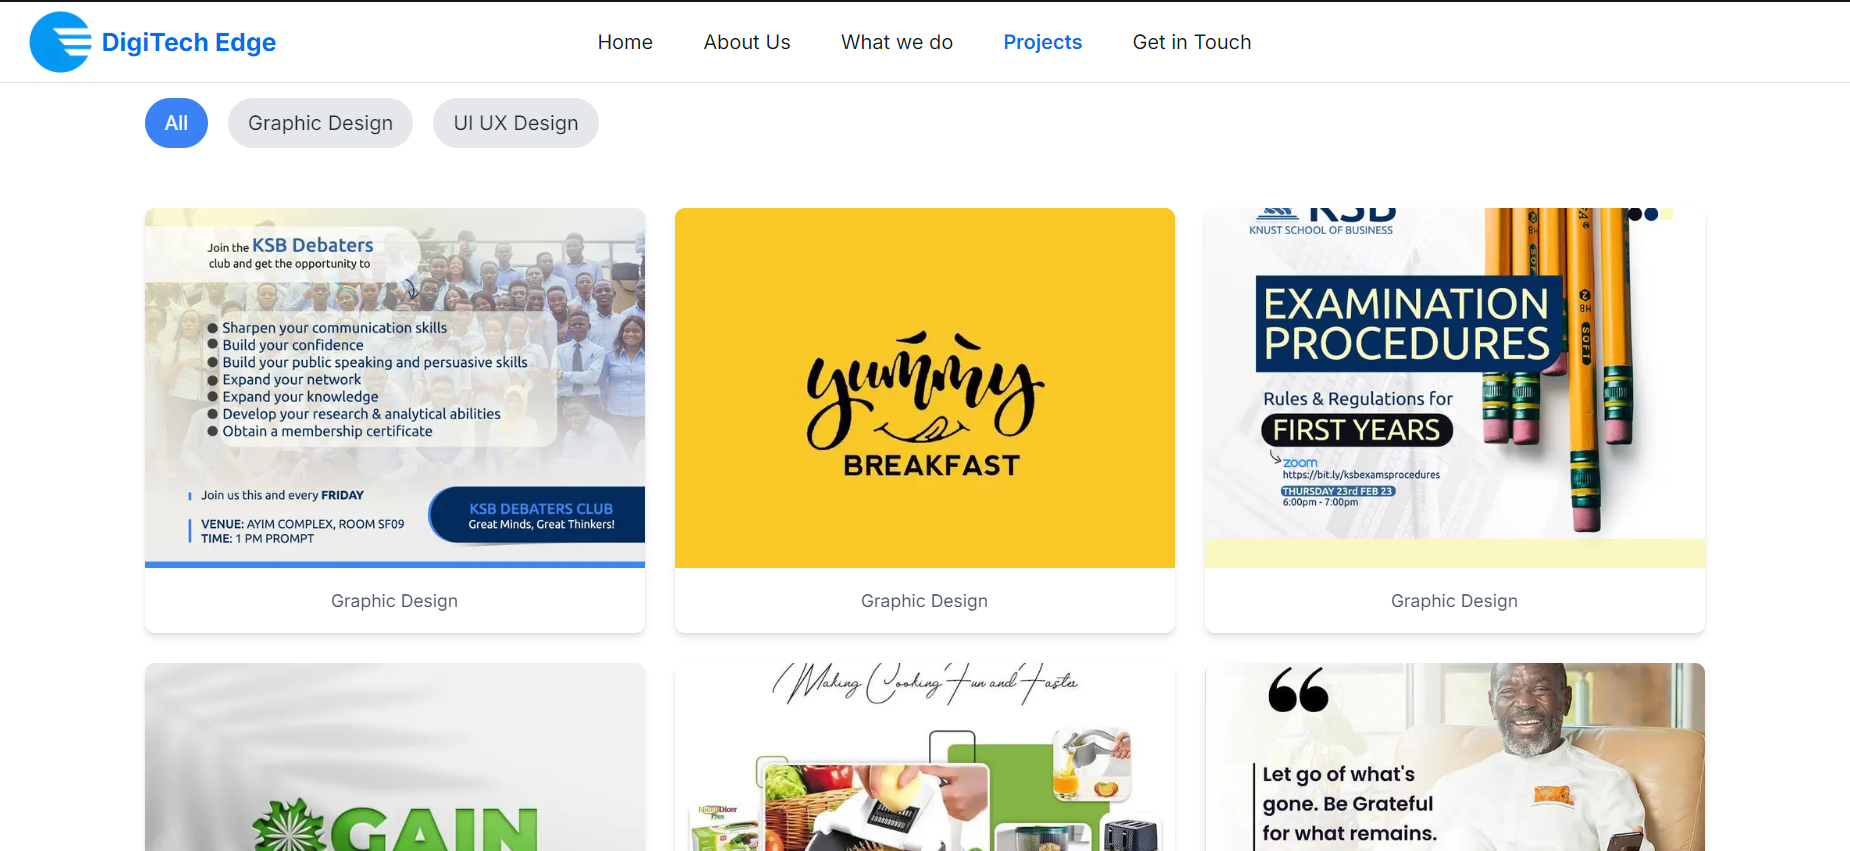 DigiTech Edge
Home
About Us
What we do
Projects
Get in Touch
All
Graphic Design
UI UX Design
Join the KSB Debaters
club and get the opportunity to
Sharpen your communication skills
Build your confidence
Build your public speaking and persuasive skills
Expand your network
Expand your knowledge
Develop your research & analytical abilities
Obtain a membership certificate
Join us this and every FRIDAY
VENUE: AYIM COMPLEX, ROOM SF09
TIME: 1 PM PROMPT
KSB DEBATERS CLUB
Great Minds, Great Thinkers!
Graphic Design
yummy
BREAKFAST
Graphic Design
KSB
KNUST SCHOOL OF BUSINESS
EXAMINATION
PROCEDURES
Rules & Regulations for
FIRST YEARS
zoom
https://bit.ly/ksbexamsprocedures
THURSDAY 23rd FEB 23
6:00pm - 7:00pm
SOFT
HB
Graphic Design
GAIN
Making Cooking Fun and Faster
Dicer
Plus
Let go of what's
gone. Be Grateful
for what remains.